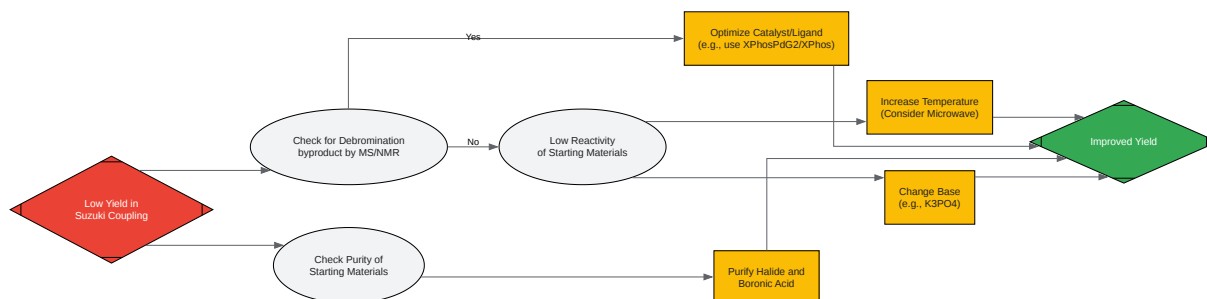 Yes
Optimize Catalyst/Ligand
(e.g., use XPhosPdG2/XPhos)
Increase Temperature
(Consider Microwave)
Check for Debromination
byproduct by MS/NMR
No
Low Reactivity
of Starting Materials
Improved Yield
Low Yield in
Suzuki Coupling
Change Base
(e.g., K3PO4)
Check Purity of
Starting Materials
Purify Halide and
Boronic Acid